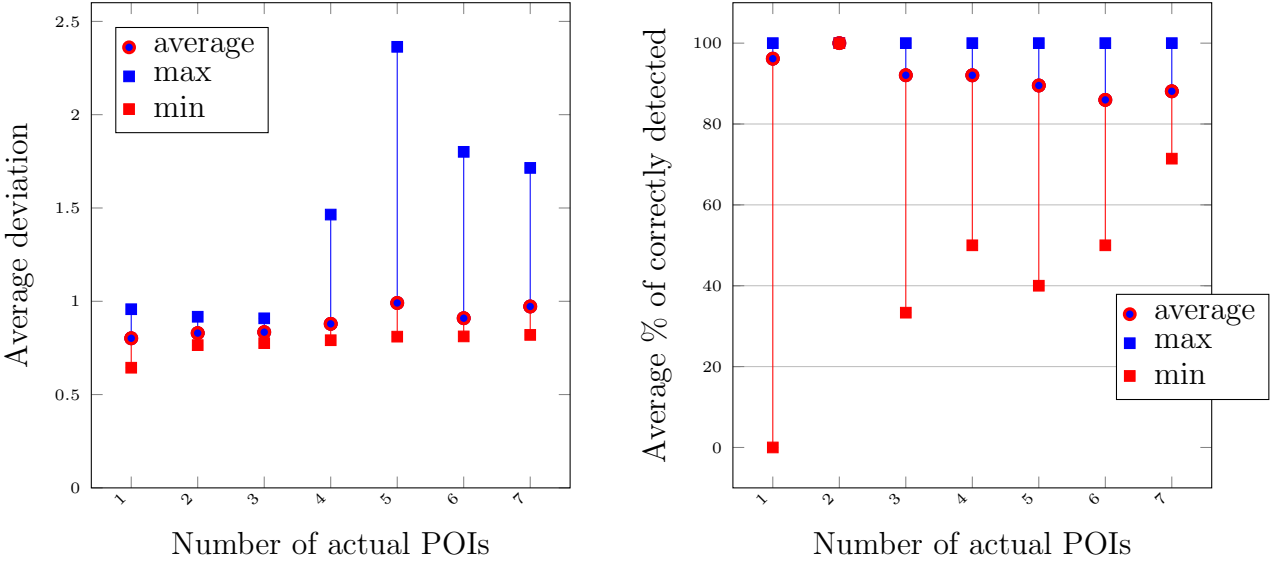 Average deviation
2.5
2
1.5
1
0.5
0
average
max
min
1 2 3 4 5 6 7
Number of actual POIs
Average % of correctly detected
100
80
60
40
20
0
average
max
min
1 2 3 4 5 6 7
Number of actual POIs